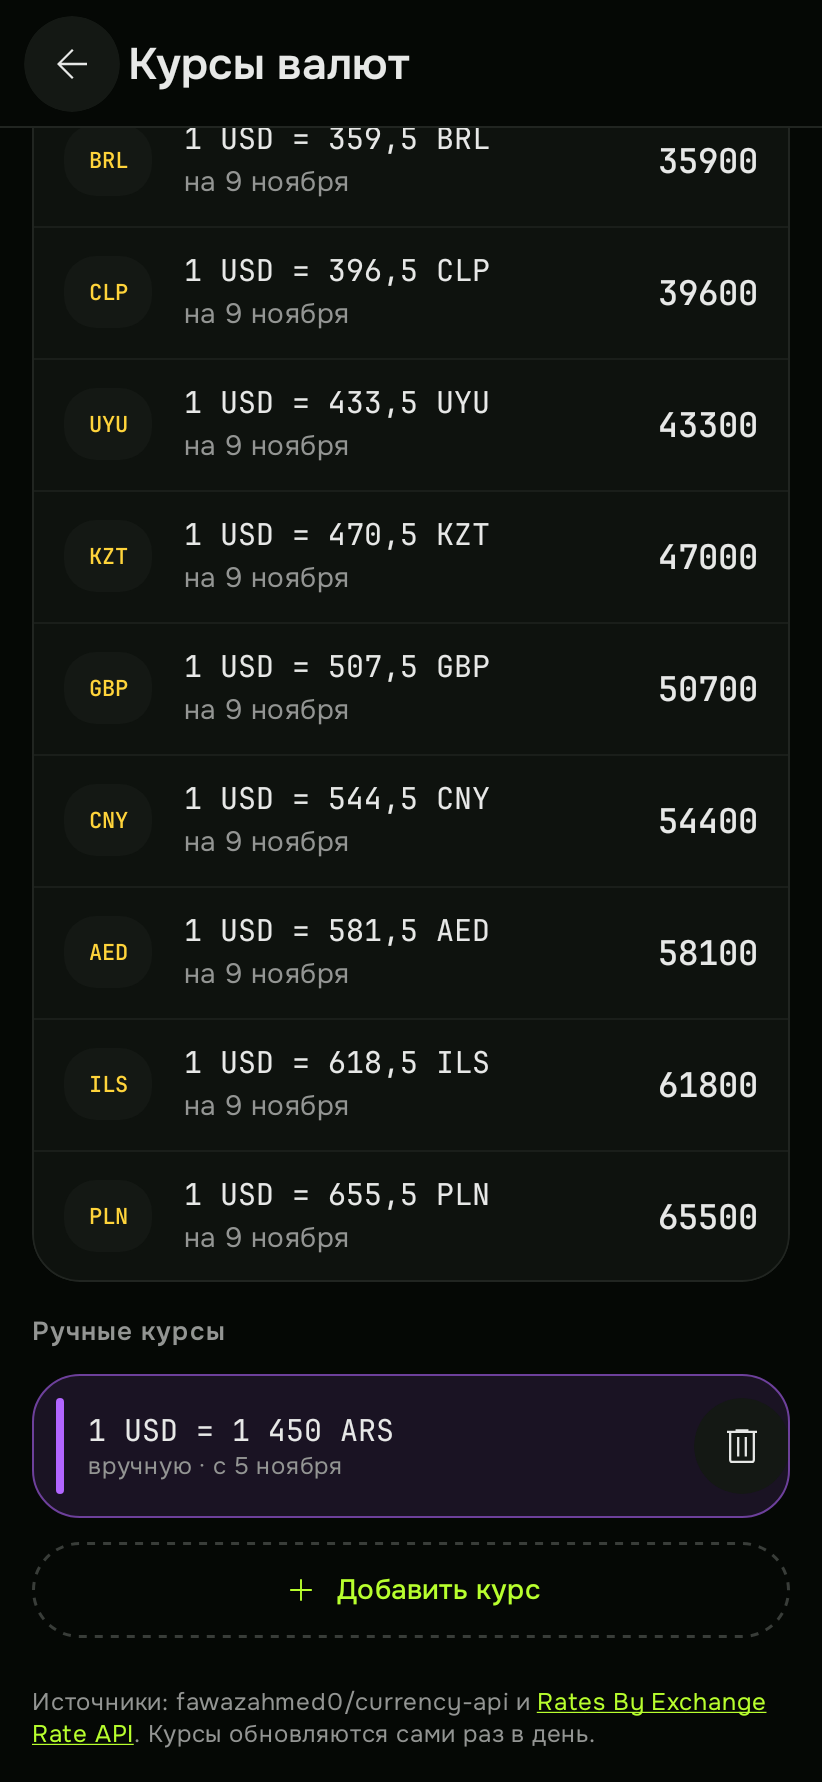 Курсы валют
BRL
1 USD = 359,5 BRL
на 9 ноября
35900
CLP
1 USD = 396,5 CLP
на 9 ноября
39600
UYU
1 USD = 433,5 UYU
на 9 ноября
43300
KZT
1 USD = 470,5 KZT
на 9 ноября
47000
GBP
1 USD = 507,5 GBP
на 9 ноября
50700
CNY
1 USD = 544,5 CNY
на 9 ноября
54400
AED
1 USD = 581,5 AED
на 9 ноября
58100
ILS
1 USD = 618,5 ILS
на 9 ноября
61800
PLN
1 USD = 655,5 PLN
на 9 ноября
65500
Ручные курсы
1 USD = 1 450 ARS
вручную · с 5 ноября
+ Добавить курс
Источники: fawazahmed0/currency-api и Rates By Exchange
Rate API. Курсы обновляются сами раз в день.